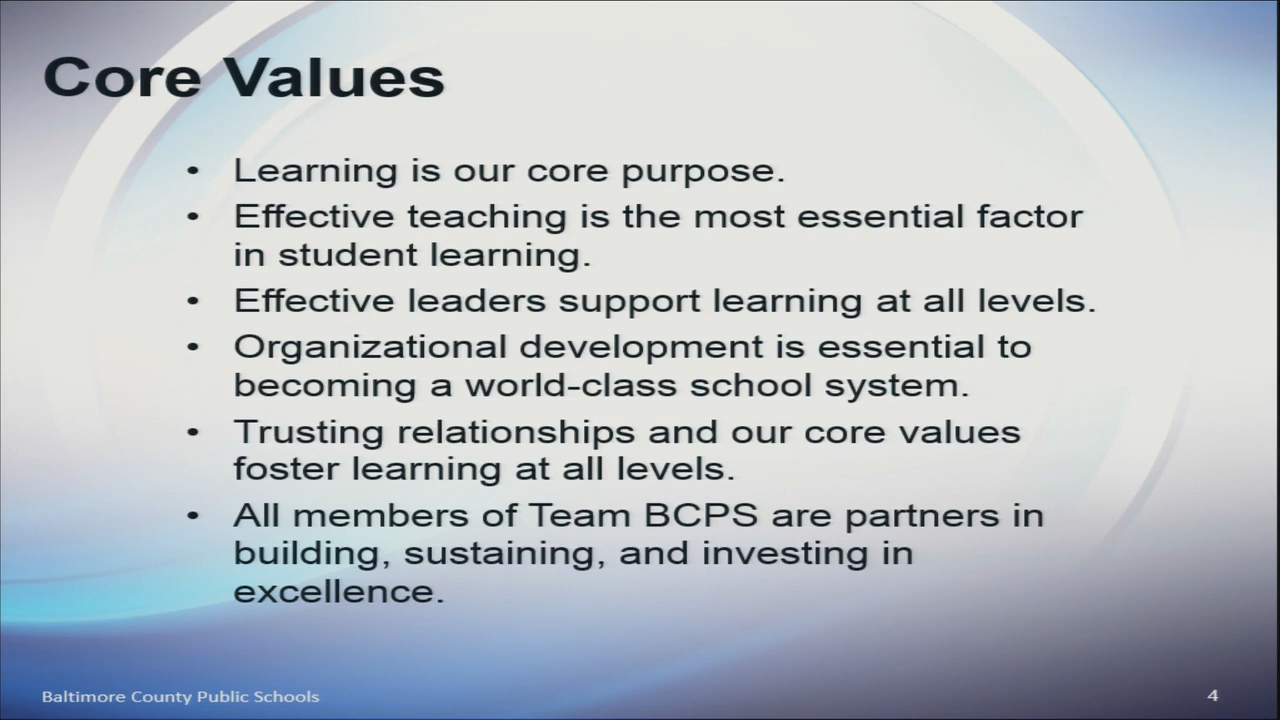 Core Values
• Learning is our core purpose.
• Effective teaching is the most essential factor
in student learning.
• Effective leaders support learning at all levels.
• Organizational development is essential to
becoming a world-class school system.
• Trusting relationships and our core values
foster learning at all levels.
• All members of Team BCPS are partners in
building, sustaining, and investing in
excellence.
Baltimore County Public Schools
4